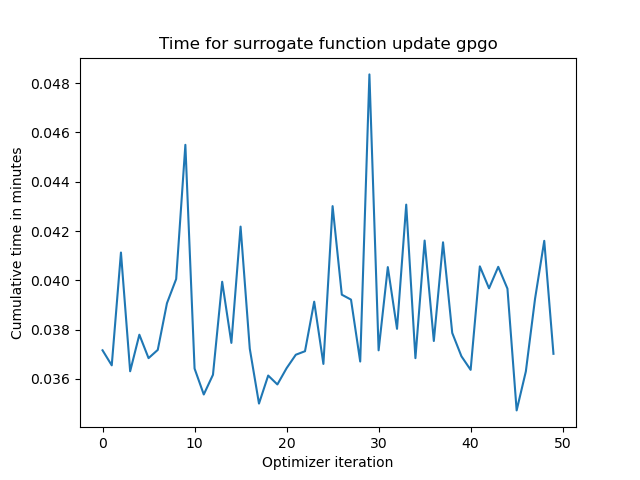 Time for surrogate function update gpgo
Cumulative time in minutes
0.048
0.046
0.044
0.042
0.040
0.038
0.036
0 10 20 30 40 50
Optimizer iteration